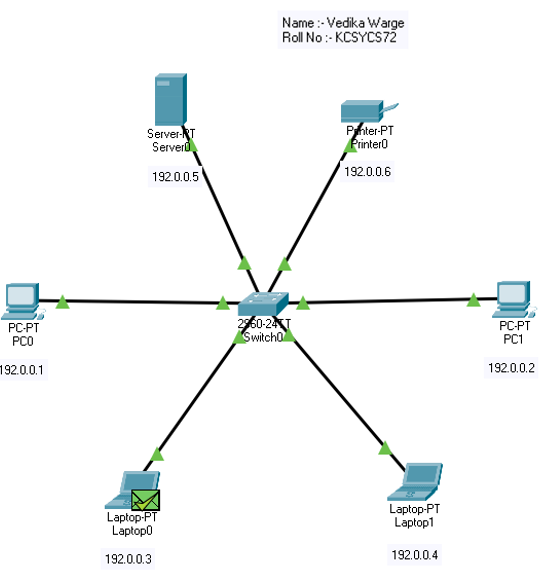 Name :- Vedika Warge
Roll No :- KCSYCS72
Server-PT
Server0
192.0.0.5
Printer-PT
Printer0
192.0.0.6
PC-PT
PC0
192.0.0.1
2960-24TT
Switch0
PC-PT
PC1
192.0.0.2
Laptop-PT
Laptop0
192.0.0.3
Laptop-PT
Laptop1
192.0.0.4